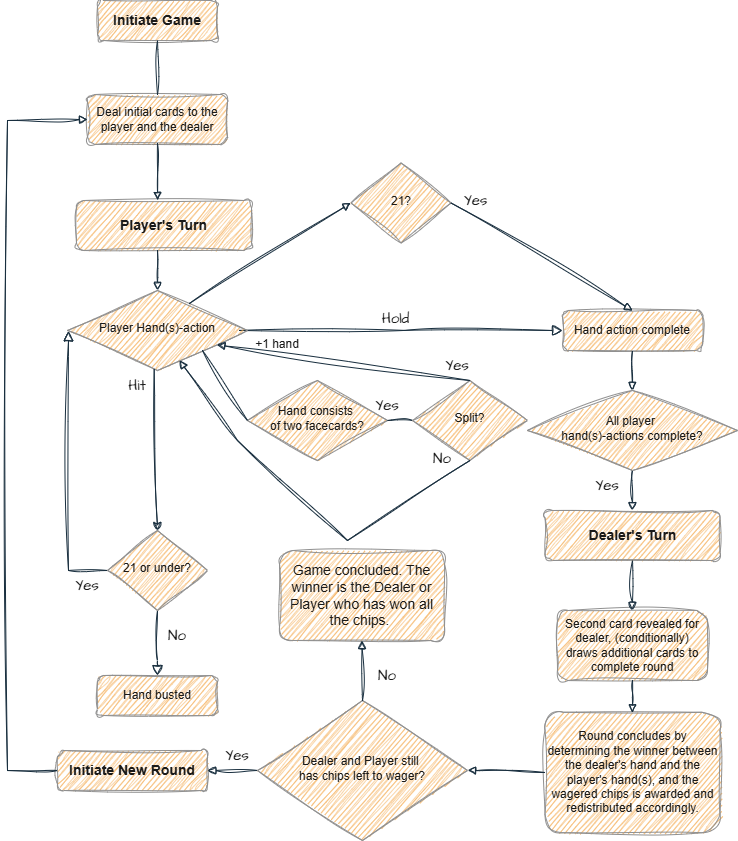 Initiate Game
Deal initial cards to the
player and the dealer
Player's Turn
21?
Yes
Player Hand(s)-action
Hold
Hand action complete
+1 hand
Yes
Hit
Hand consists
of two facecards?
Yes
Split?
No
All player
hand(s)-actions complete?
Yes
Dealer's Turn
21 or under?
Yes
No
Hand busted
Game concluded. The
winner is the Dealer or
Player who has won all
the chips.
Second card revealed for
dealer, (conditionally)
draws additional cards to
complete round
No
Round concludes by
determining the winner between
the dealer's hand and the
player's hand(s), and the
wagered chips is awarded and
redistributed accordingly.
Dealer and Player still
has chips left to wager?
Yes
Initiate New Round